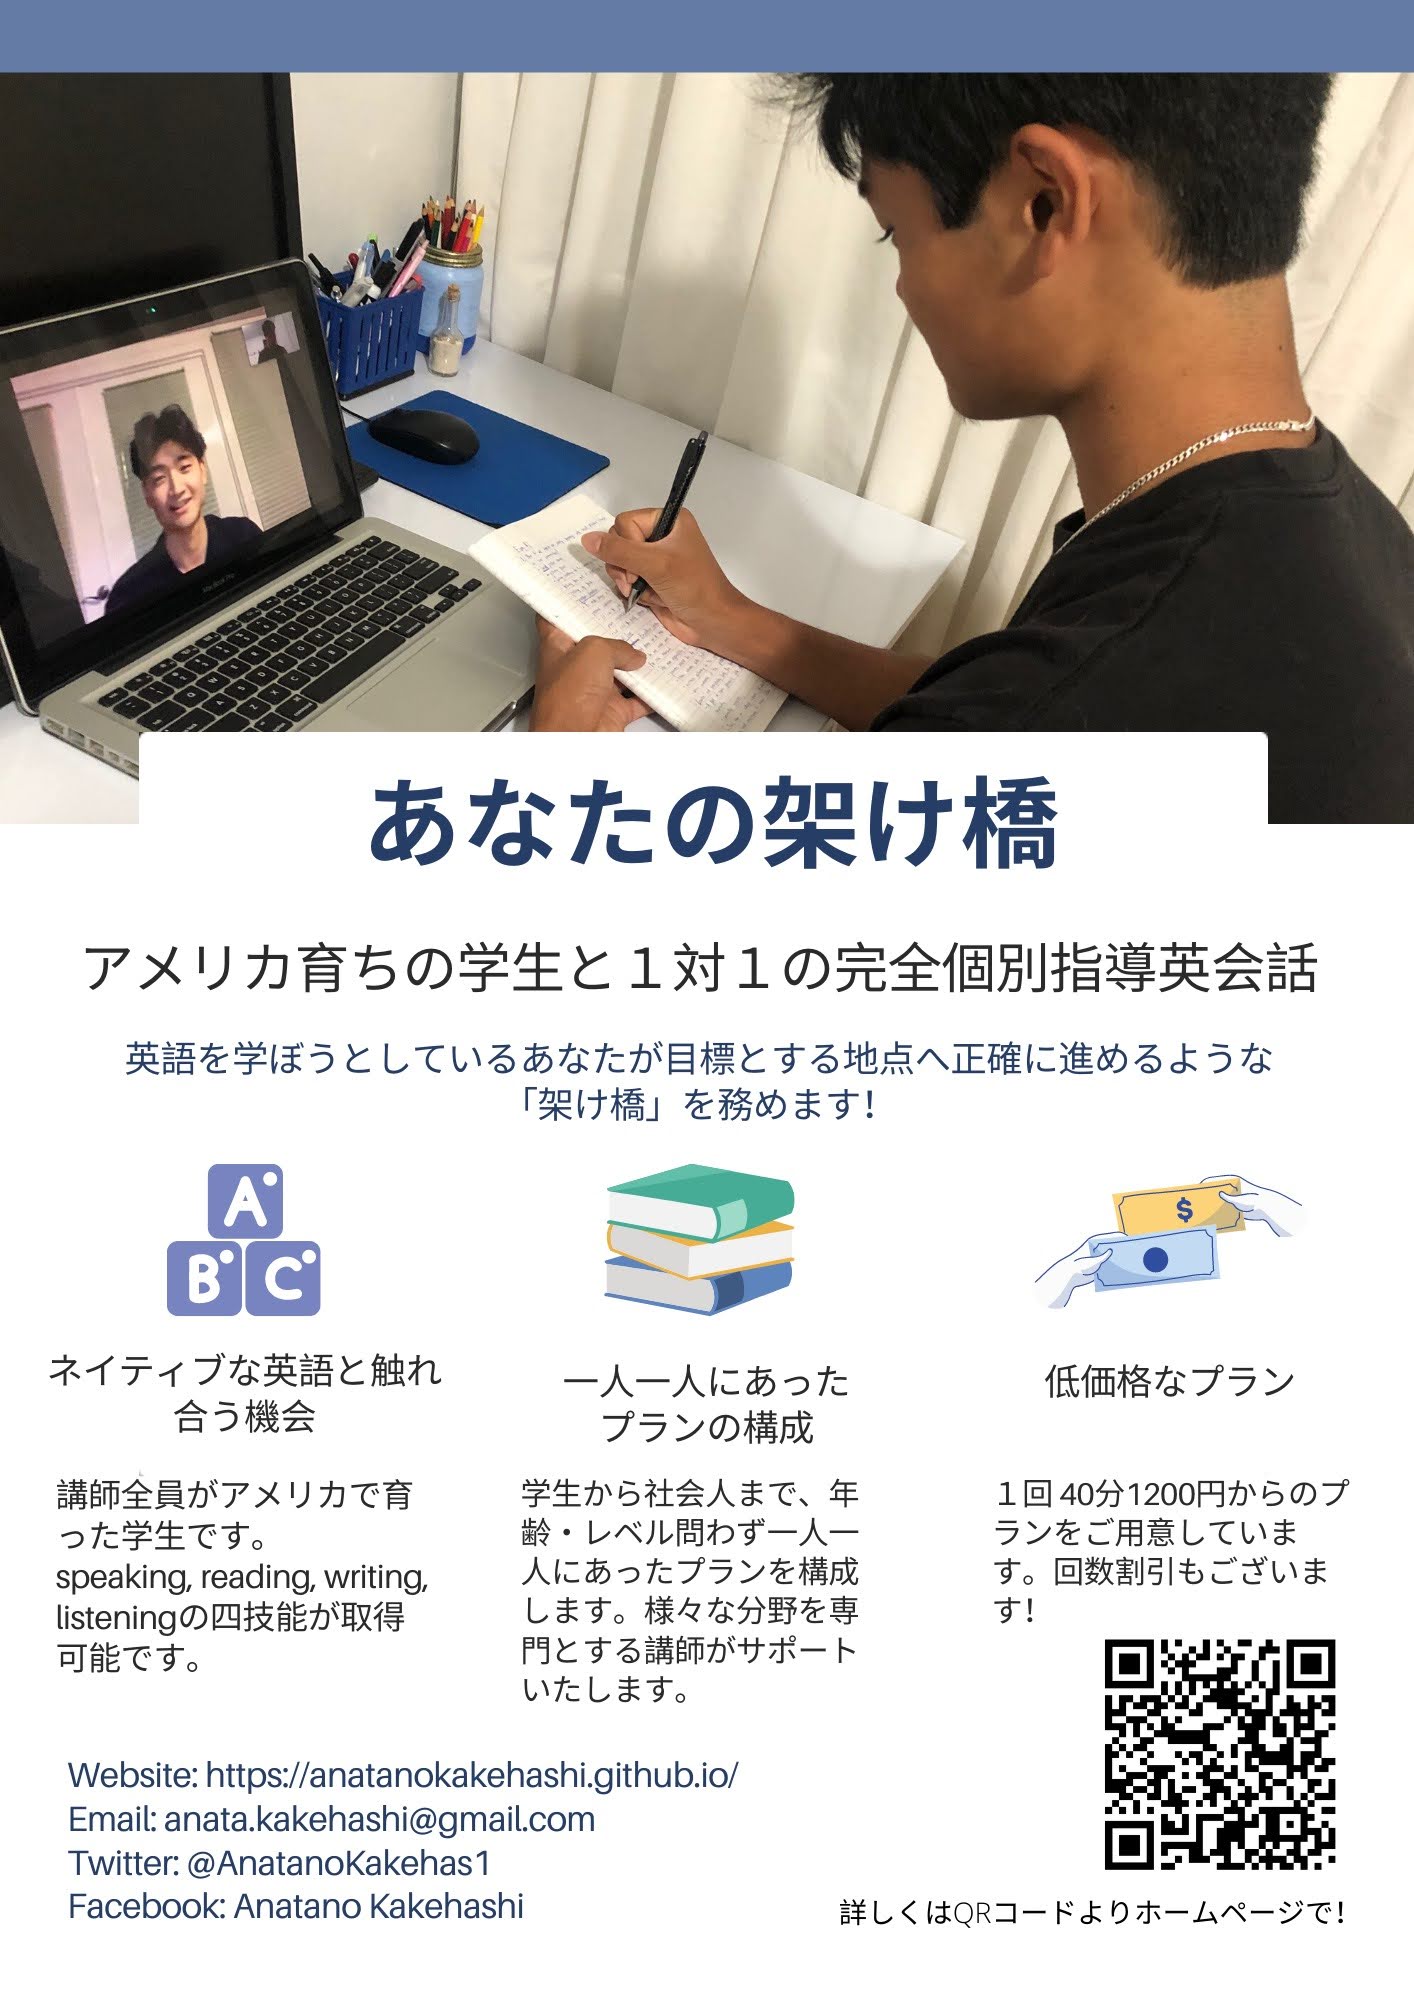 あなたの架け橋
アメリカ育ちの学生と１対１の完全個別指導英会話
英語を学ぼうとしているあなたが目標とする地点へ正確に進めるような
「架け橋」を務めます！
A
B C
$
ネイティブな英語と触れ
合う機会
講師全員がアメリカで育
った学生です。
speaking, reading, writing,
listeningの四技能が取得
可能です。
一人一人にあった
プランの構成
学生から社会人まで、年
齢・レベル問わず一人一
人にあったプランを構成
します。様々な分野を専
門とする講師がサポート
いたします。
低価格なプラン
１回 40分1200円からのプ
ランをご用意していま
す。回数割引もございま
す！
Website: https://anatanokakehashi.github.io/
Email: anata.kakehashi@gmail.com
Twitter: @AnatanoKakehas1
Facebook: Anatano Kakehashi
詳しくはQRコードよりホームページで！